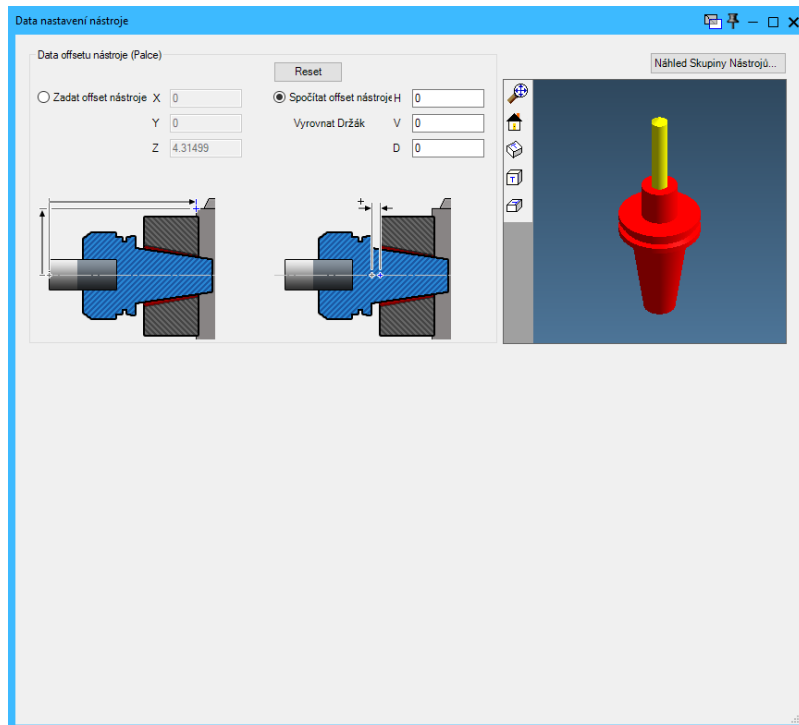 Data nastavení nástroje
Data offsetu nástroje (Palce)
Reset
Náhled Skupiny Nástrojů...
Zadat offset nástroje X 0
Y 0
Z 4.31499
Spočítat offset nástroje H 0
Vyrovnat Držák V 0
D 0
+
T